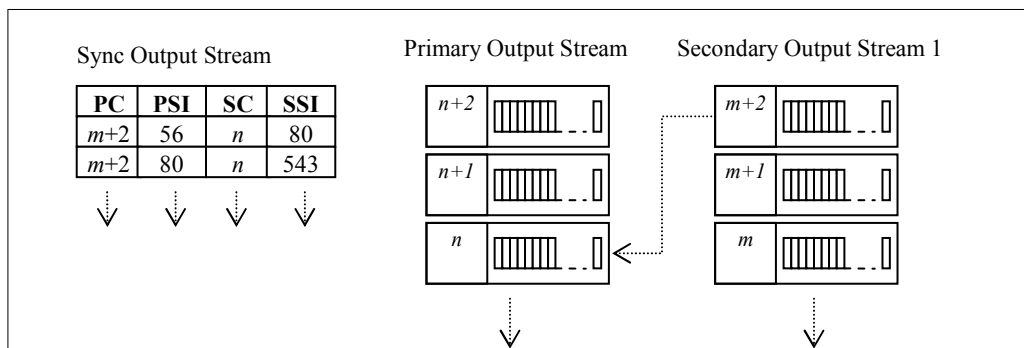 Sync Output Stream
PC PSI SC SSI
m+2 56 n 80
m+2 80 n 543
Primary Output Stream
n+2
n+1
n
Secondary Output Stream 1
m+2
m+1
m